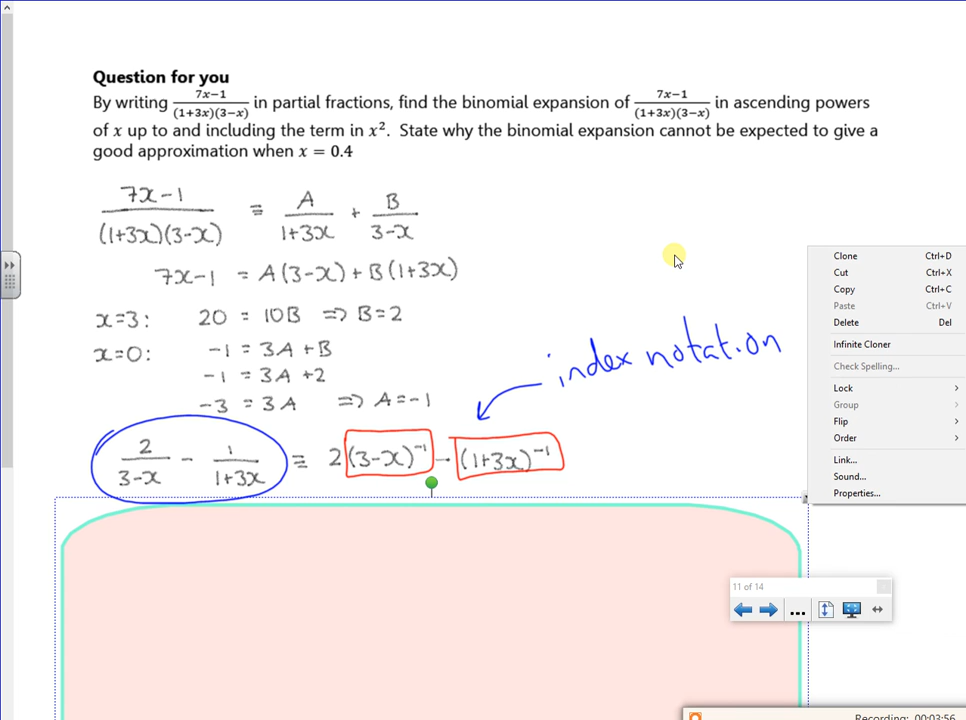 Question for you
By writing (7x−1)/((1+3x)(3−x)) in partial fractions, find the binomial expansion of (7x−1)/((1+3x)(3−x)) in ascending powers
of x up to and including the term in x². State why the binomial expansion cannot be expected to give a
good approximation when x = 0.4
(7x−1)/((1+3x)(3−x)) ≡ A/(1+3x) + B/(3−x)
7x−1 = A(3−x) + B(1+3x)
x=3: 20 = 10B ⇒ B=2
x=0: −1 = 3A + B
−1 = 3A + 2
−3 = 3A ⇒ A=−1
index notation
2/(3−x) − 1/(1+3x) ≡ 2(3−x)⁻¹ − (1+3x)⁻¹
Clone Ctrl+D
Cut Ctrl+X
Copy Ctrl+C
Paste Ctrl+V
Delete Del
Infinite Cloner
Check Spelling...
Lock
Group
Flip
Order
Link...
Sound...
Properties...
11 of 14
...
Recording: 00:03:56